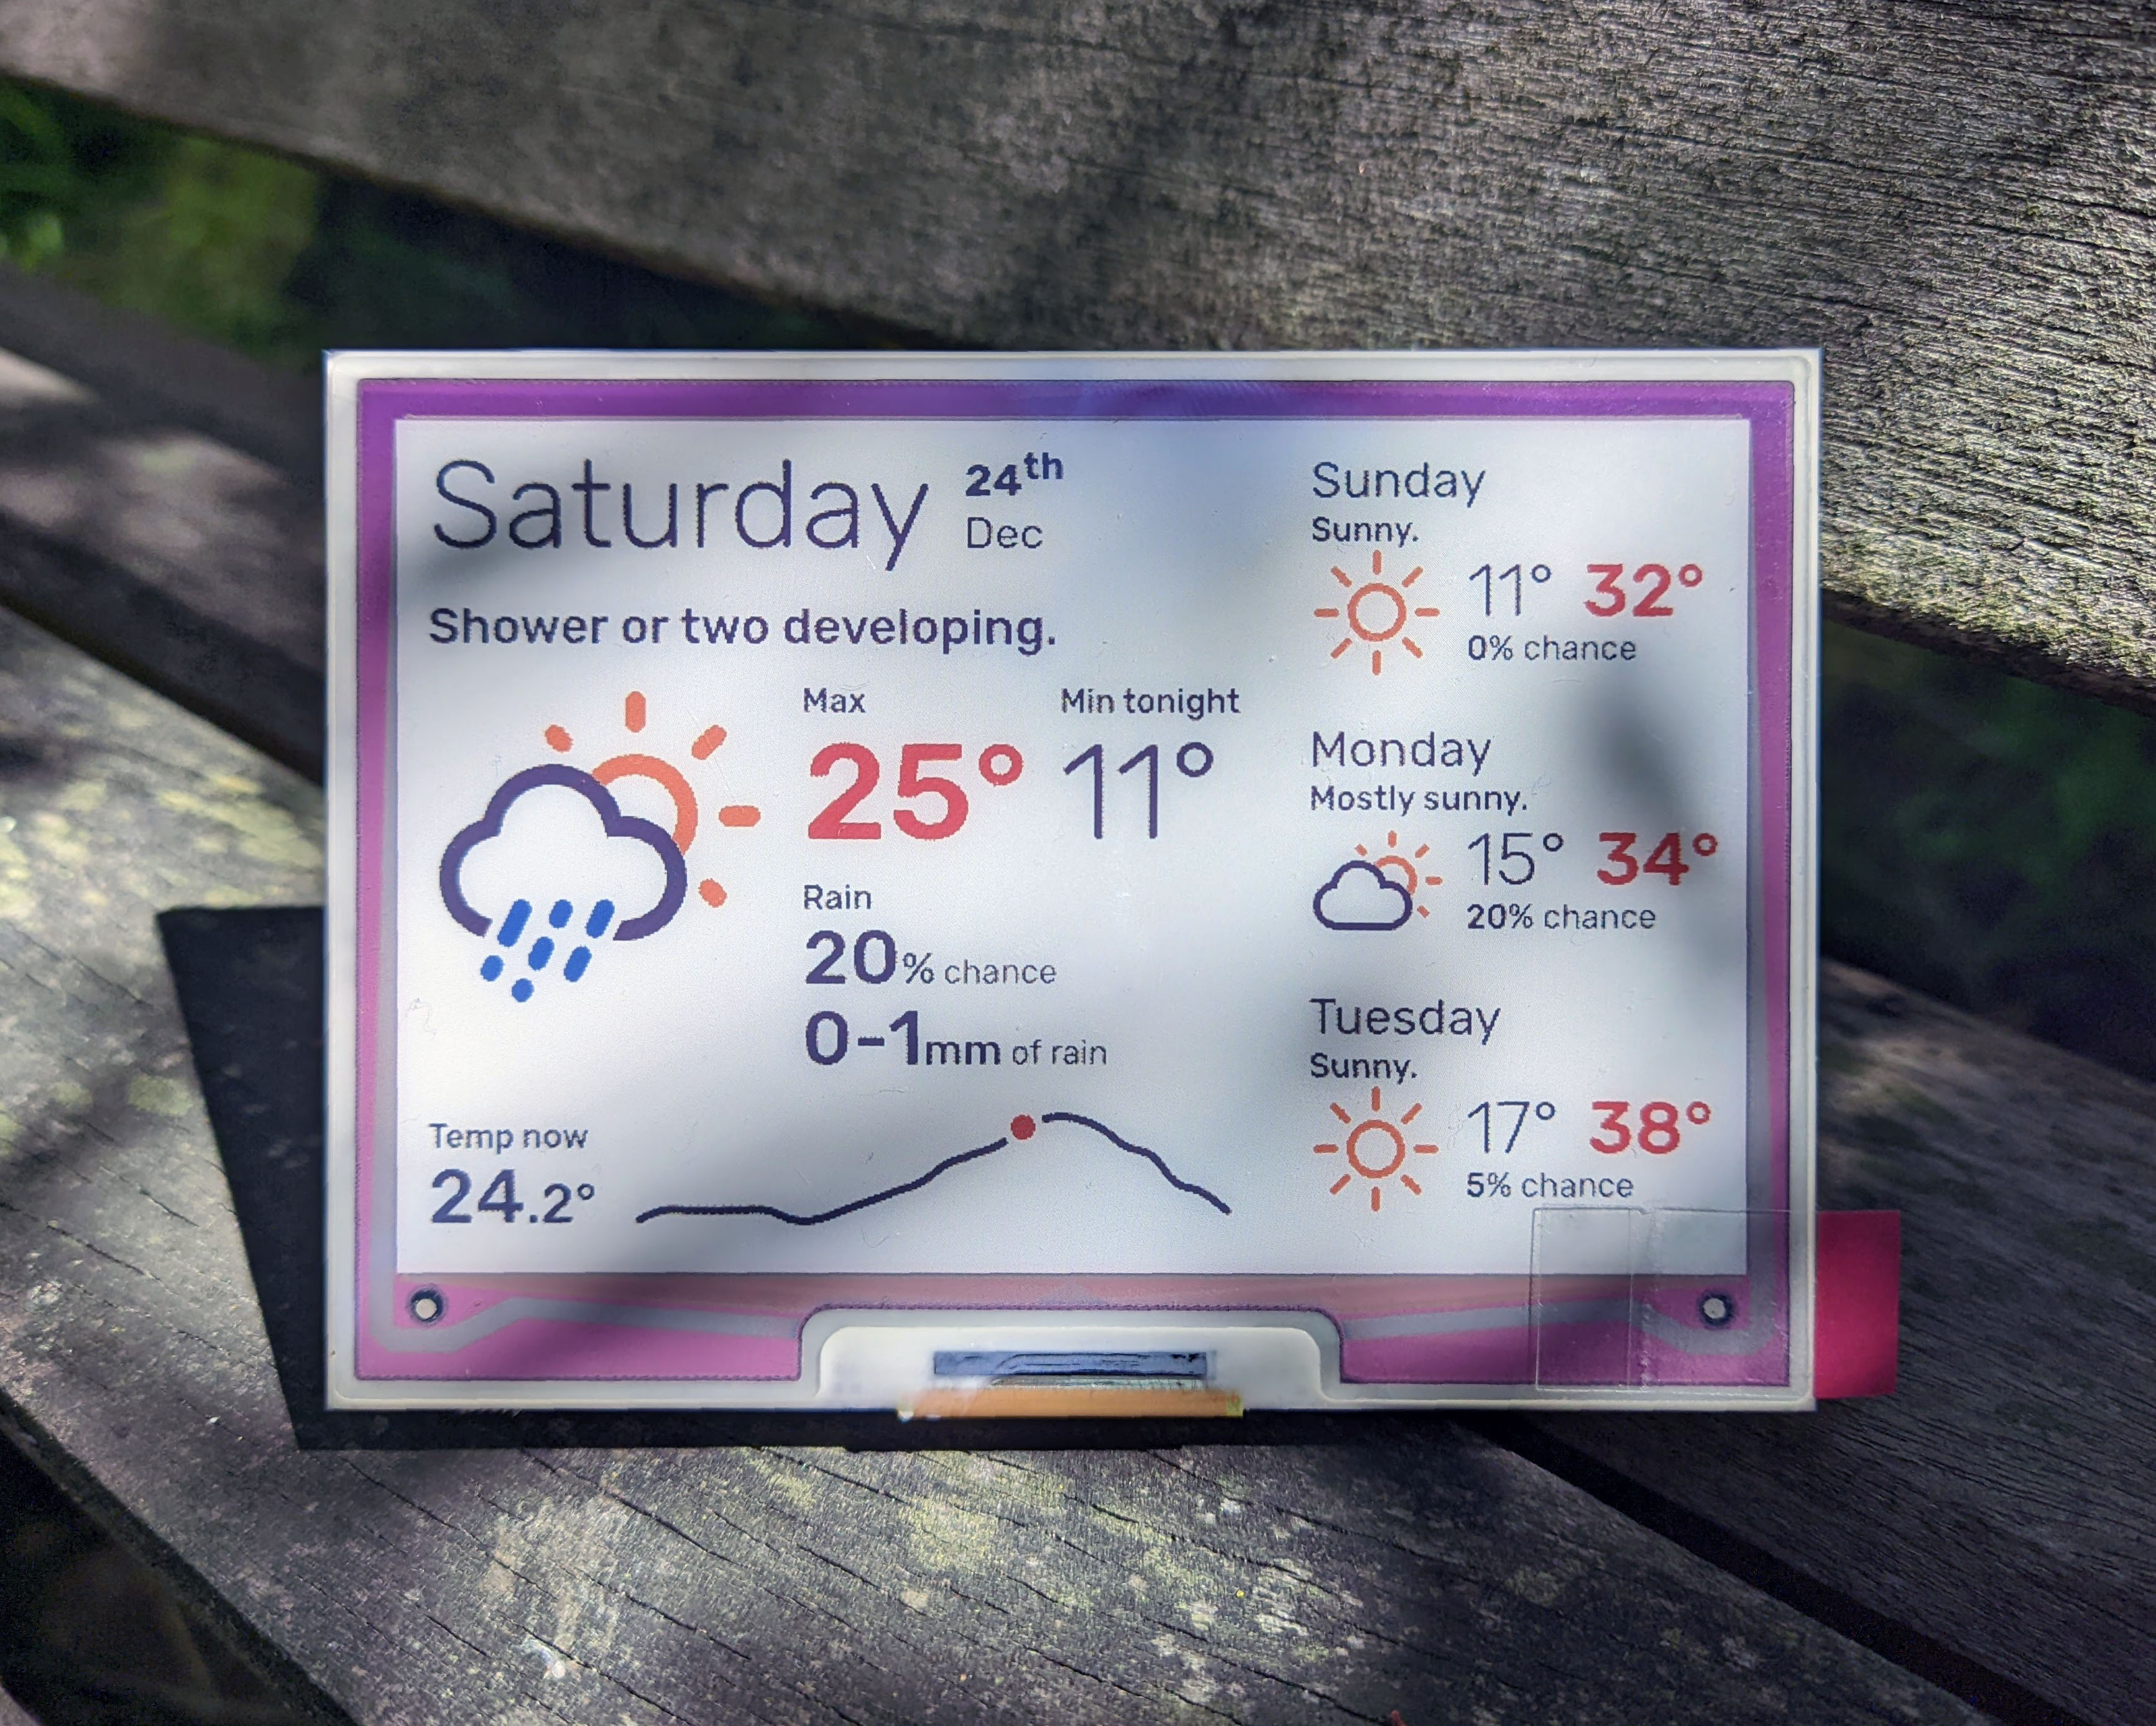 Saturday 24th
Dec
Shower or two developing.
Max Min tonight
25° 11°
Rain
20% chance
0-1mm of rain
Temp now
24.2°
Sunday
Sunny.
11° 32°
0% chance
Monday
Mostly sunny.
15° 34°
20% chance
Tuesday
Sunny.
17° 38°
5% chance